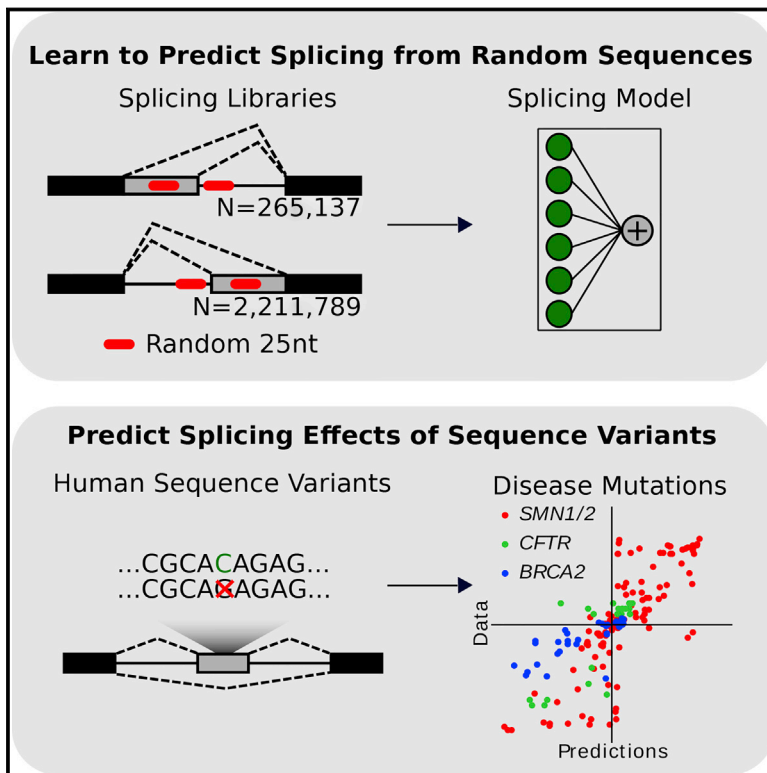 Learn to Predict Splicing from Random Sequences
Splicing Libraries
Splicing Model
N=265,137
N=2,211,789
Random 25nt
+
Predict Splicing Effects of Sequence Variants
Human Sequence Variants
Disease Mutations
SMN1/2
CFTR
BRCA2
...CGCACAGAG...
...CGCACAGAG...
Data
Predictions